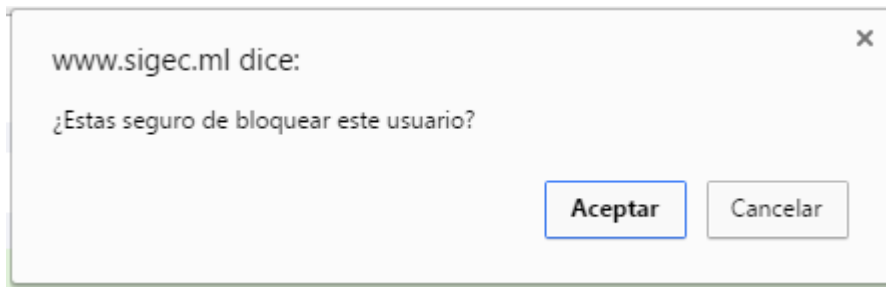 www.sigec.ml dice:
¿Estas seguro de bloquear este usuario?
Aceptar Cancelar